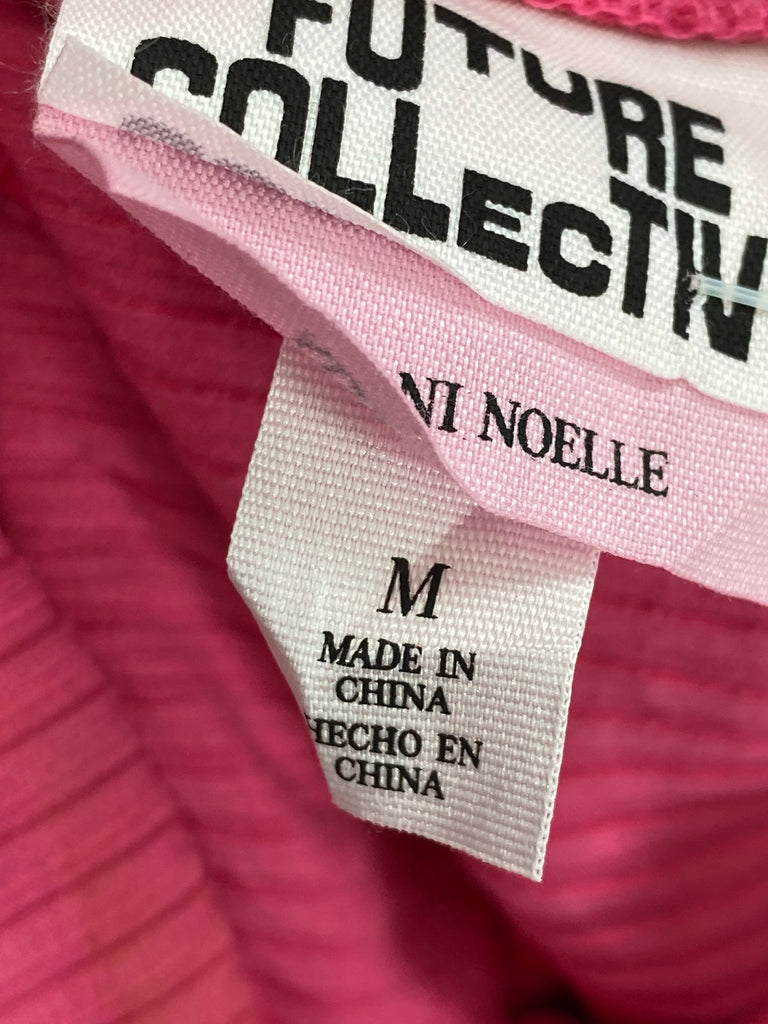 FUTURE
COLLECTIV
NI NOELLE
M
MADE IN
CHINA
HECHO EN
CHINA